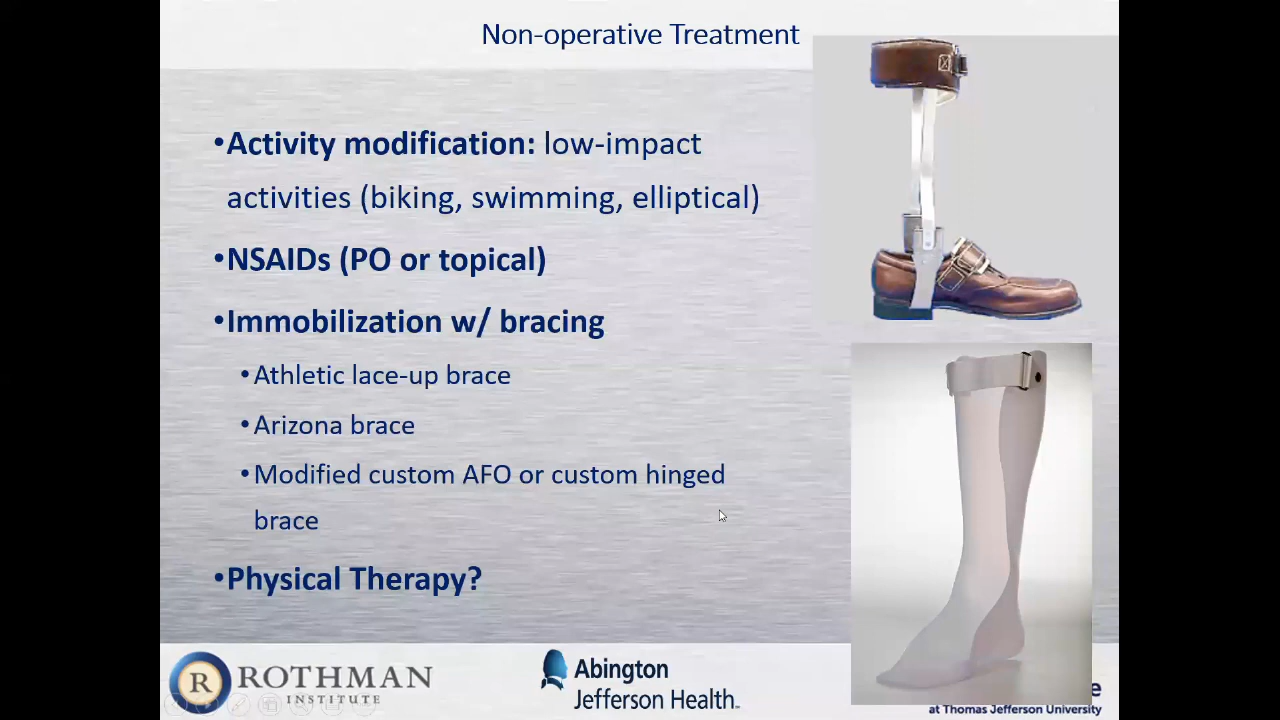 Non-operative Treatment
•Activity modification: low-impact
activities (biking, swimming, elliptical)
•NSAIDs (PO or topical)
•Immobilization w/ bracing
•Athletic lace-up brace
•Arizona brace
•Modified custom AFO or custom hinged
brace
•Physical Therapy?
R ROTHMAN
INSTITUTE
Abington
Jefferson Health
at Thomas Jefferson University